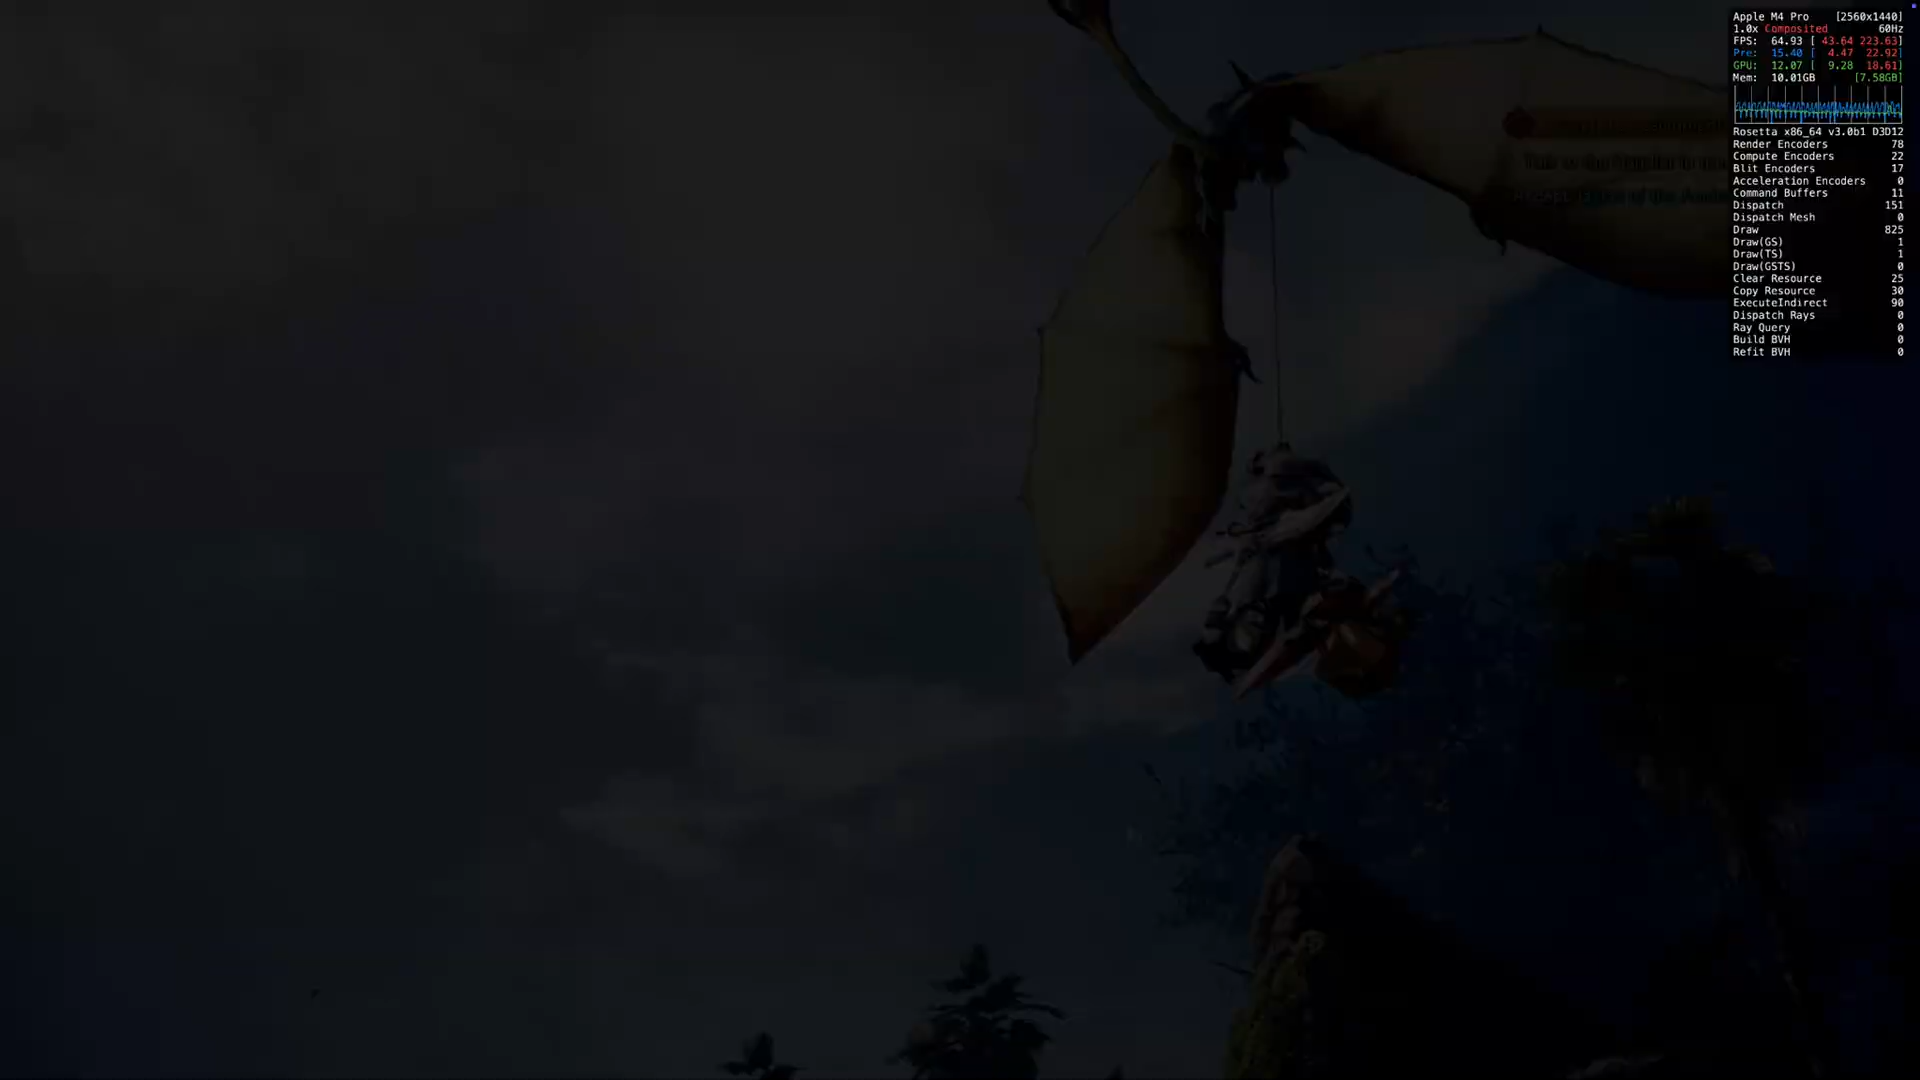 Apple M4 Pro [2560x1440]
1.0x Composited 60Hz
FPS: 64.93 [ 43.64 223.63]
Pre: 15.40 [ 4.47 22.92]
GPU: 12.07 [ 9.28 18.61]
Mem: 10.01GB [7.58GB]
Rosetta x86_64 v3.0b1 D3D12
Render Encoders 78
Compute Encoders 22
Blit Encoders 17
Acceleration Encoders 0
Command Buffers 11
Dispatch 151
Dispatch Mesh 0
Draw 825
Draw(GS) 1
Draw(TS) 1
Draw(GSTS) 0
Clear Resource 25
Copy Resource 30
ExecuteIndirect 90
Dispatch Rays 0
Ray Query 0
Build BVH 0
Refit BVH 0